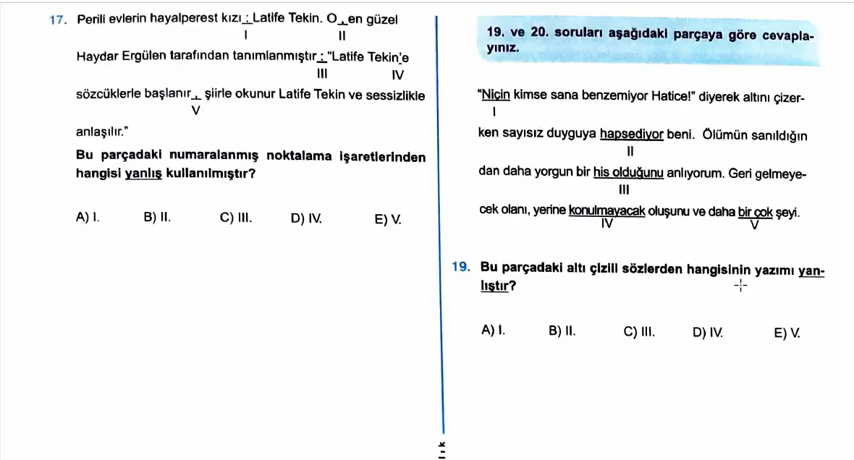 17. Perili evlerin hayalperest kızı : Latife Tekin. O , en güzel
I II
Haydar Ergülen tarafından tanımlanmıştır : "Latife Tekin'e
III IV
sözcüklerle başlanır , şiirle okunur Latife Tekin ve sessizlikle
V
anlaşılır."
Bu parçadaki numaralanmış noktalama işaretlerinden
hangisi yanlış kullanılmıştır?
A) I. B) II. C) III. D) IV. E) V.
19. ve 20. soruları aşağıdaki parçaya göre cevapla-
yınız.
"Niçin kimse sana benzemiyor Hatice!" diyerek altını çizer-
I
ken sayısız duyguya hapsediyor beni. Ölümün sanıldığın
II
dan daha yorgun bir his olduğunu anlıyorum. Geri gelmeye-
III
cek olanı, yerine konulmayacak oluşunu ve daha bir çok şeyi.
IV V
19. Bu parçadaki altı çizili sözlerden hangisinin yazımı yan-
lıştır?
A) I. B) II. C) III. D) IV. E) V.